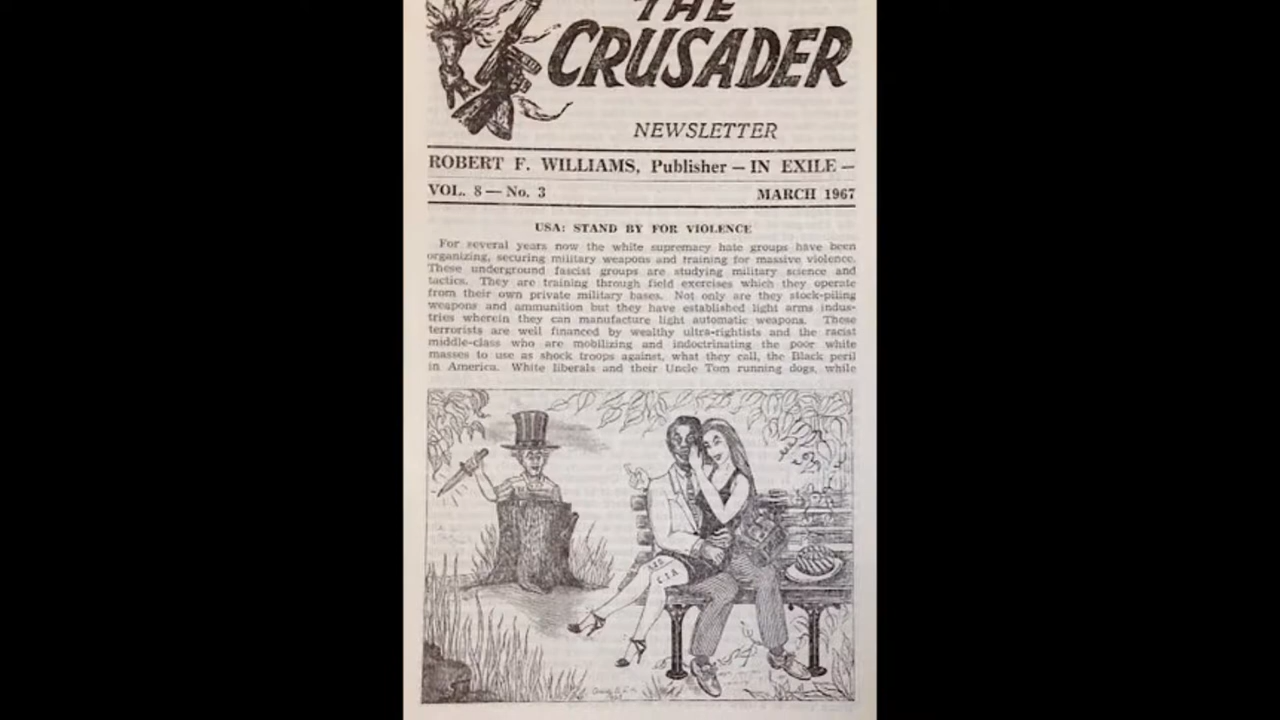 THE
CRUSADER
NEWSLETTER
ROBERT F. WILLIAMS, Publisher — IN EXILE —
VOL. 8 — No. 3 MARCH 1967
USA: STAND BY FOR VIOLENCE
For several years now the white supremacy hate groups have been
organizing, securing military weapons and training for massive violence.
These underground fascist groups are studying military science and
tactics. They are training through field exercises which they operate
from their own private military bases. Not only are they stock-piling
weapons and ammunition but they have established light arms indus-
tries wherein they can manufacture light automatic weapons. These
terrorists are well financed by wealthy ultra-rightists and the racist
middle-class who are mobilizing and indoctrinating the poor white
masses to use as shock troops against, what they call, the Black peril
in America. White liberals and their Uncle Tom running dogs, while
CIA